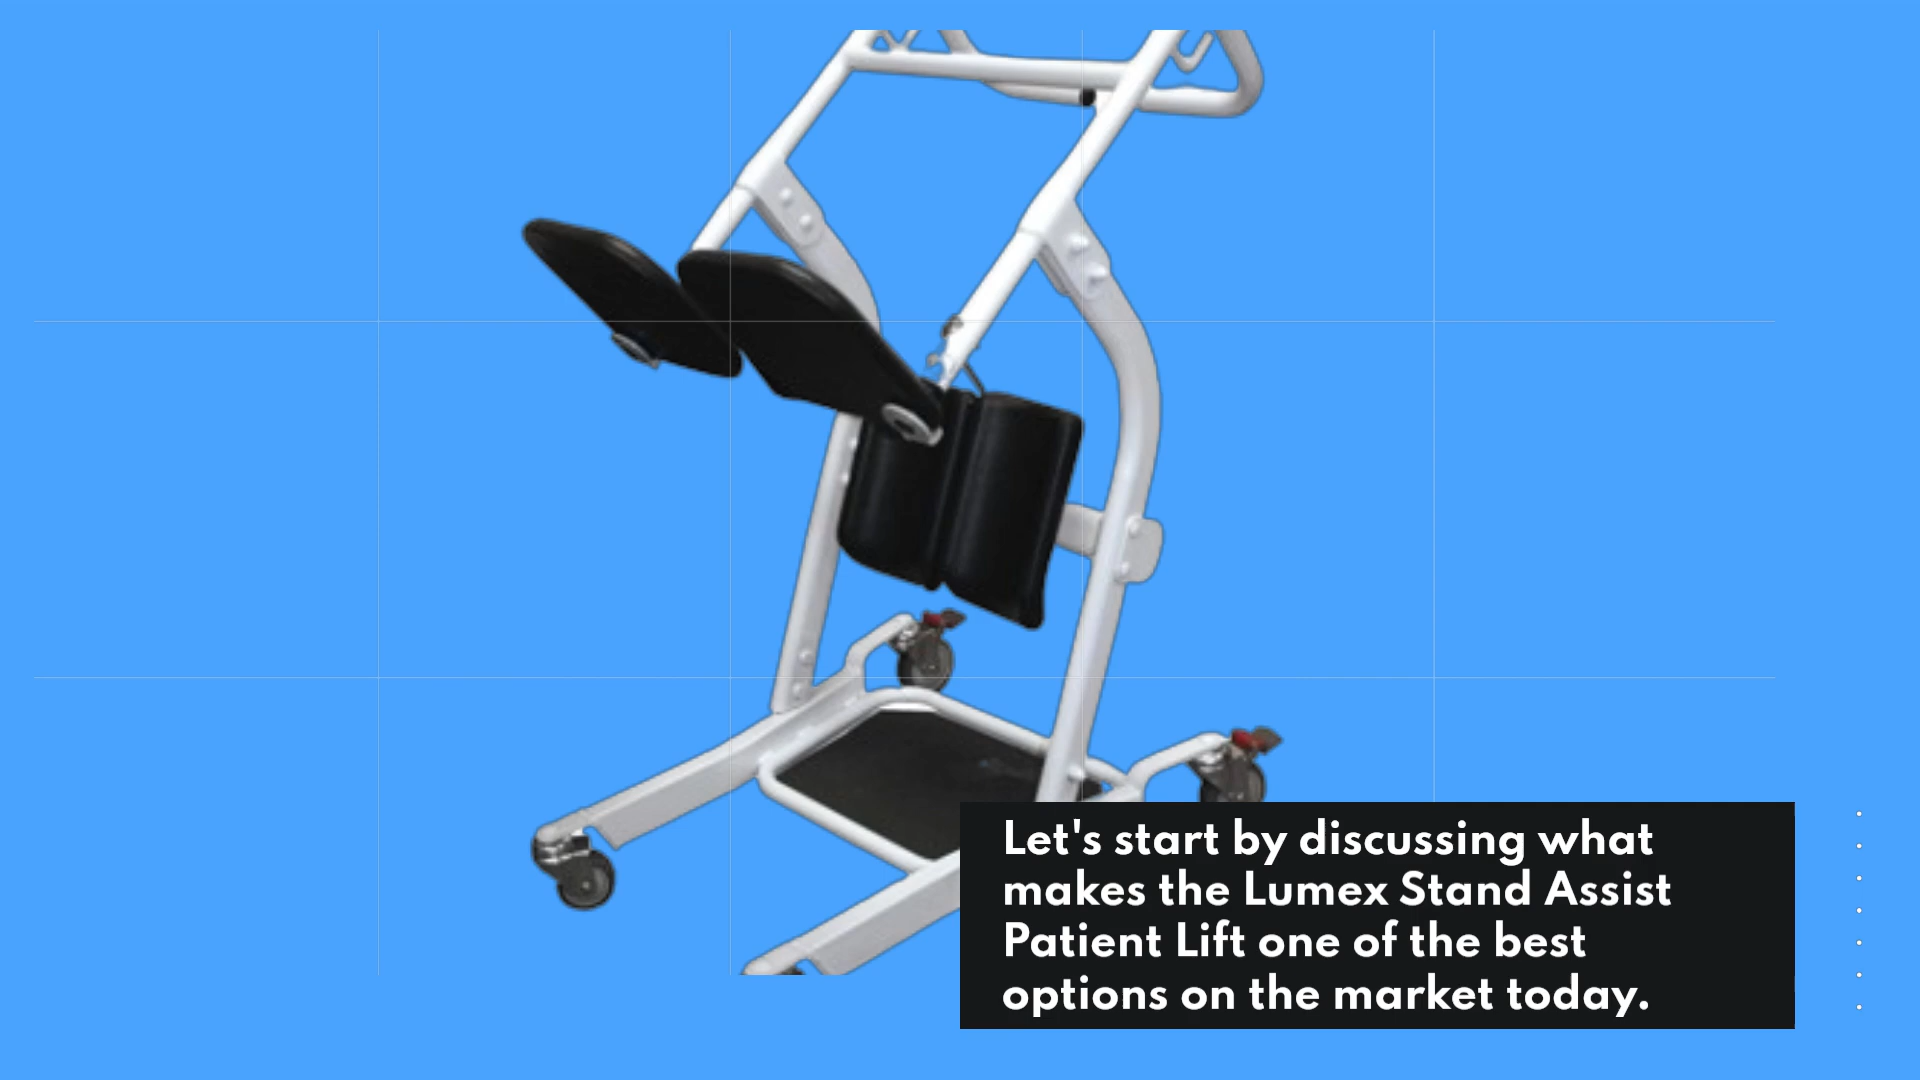 Let's start by discussing what
makes the Lumex Stand Assist
Patient Lift one of the best
options on the market today.